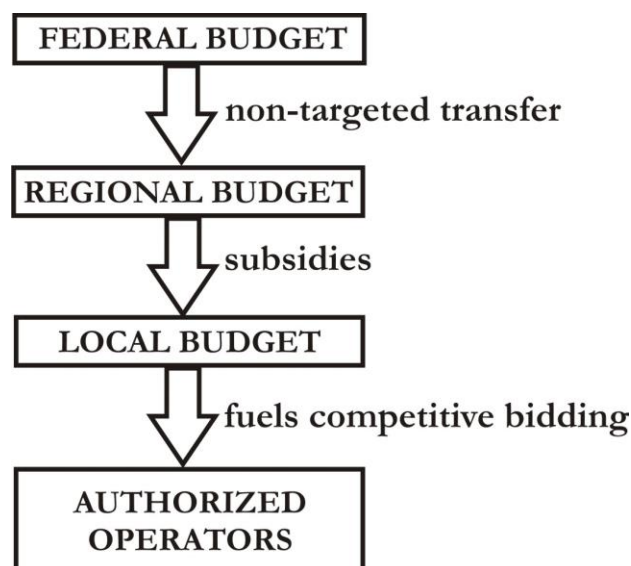 FEDERAL BUDGET
non-targeted transfer
REGIONAL BUDGET
subsidies
LOCAL BUDGET
fuels competitive bidding
AUTHORIZED
OPERATORS